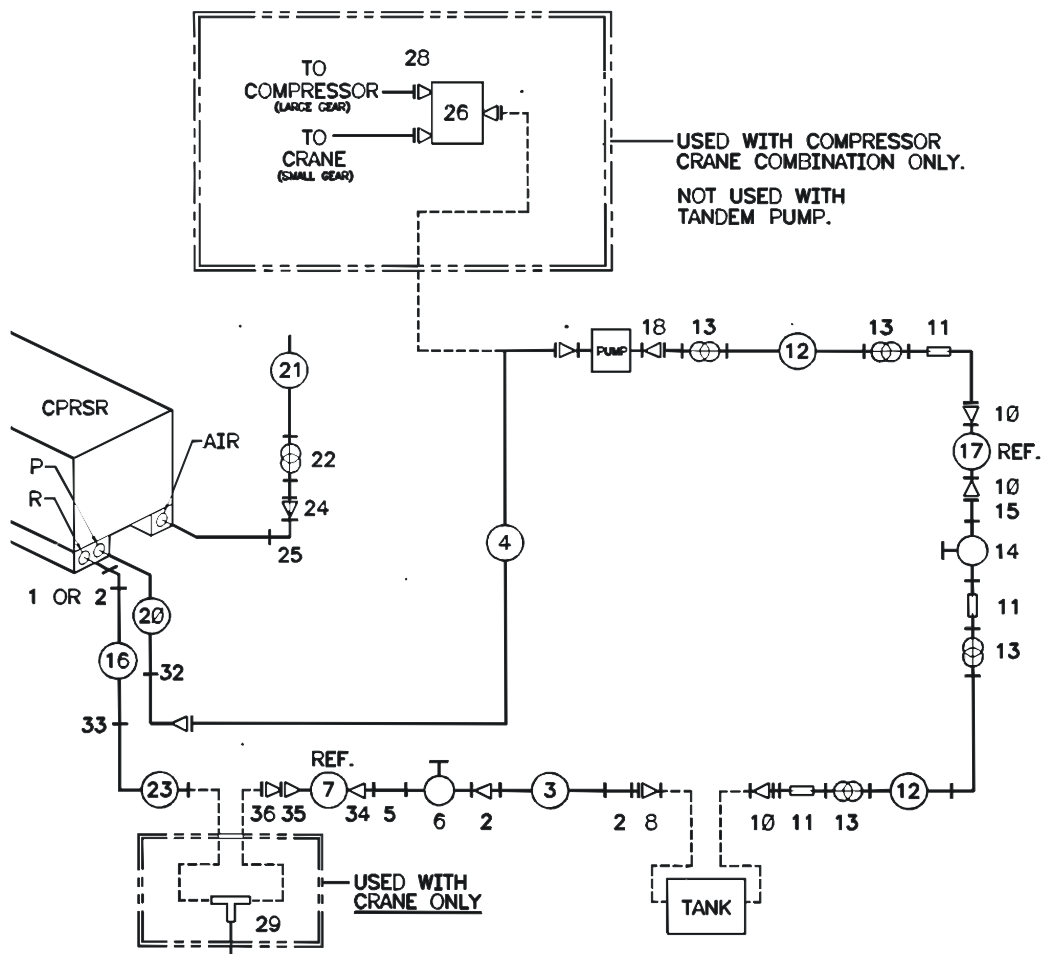 28
TO
COMPRESSOR
(LARGE GEAR)
26
TO
CRANE
(SMALL GEAR)
USED WITH COMPRESSOR
CRANE COMBINATION ONLY.
NOT USED WITH
TANDEM PUMP.
PUMP
18
13
12
13
11
10
17 REF.
10
15
14
11
13
CPRSR
21
AIR
22
24
25
P
R
4
1 OR 2
20
16
32
33
23
REF.
7
36
35
34
5
6
2
3
2
8
10
11
13
12
TANK
USED WITH
CRANE ONLY
29